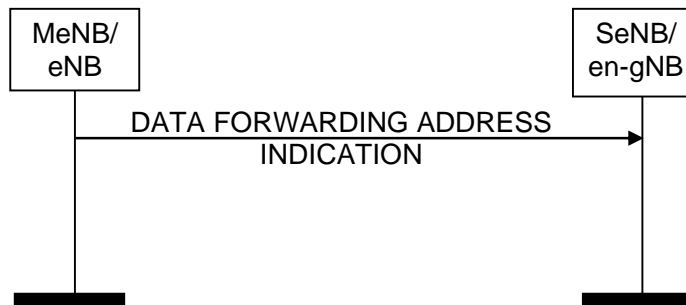 MeNB/
eNB
SeNB/
en-gNB
DATA FORWARDING ADDRESS
INDICATION